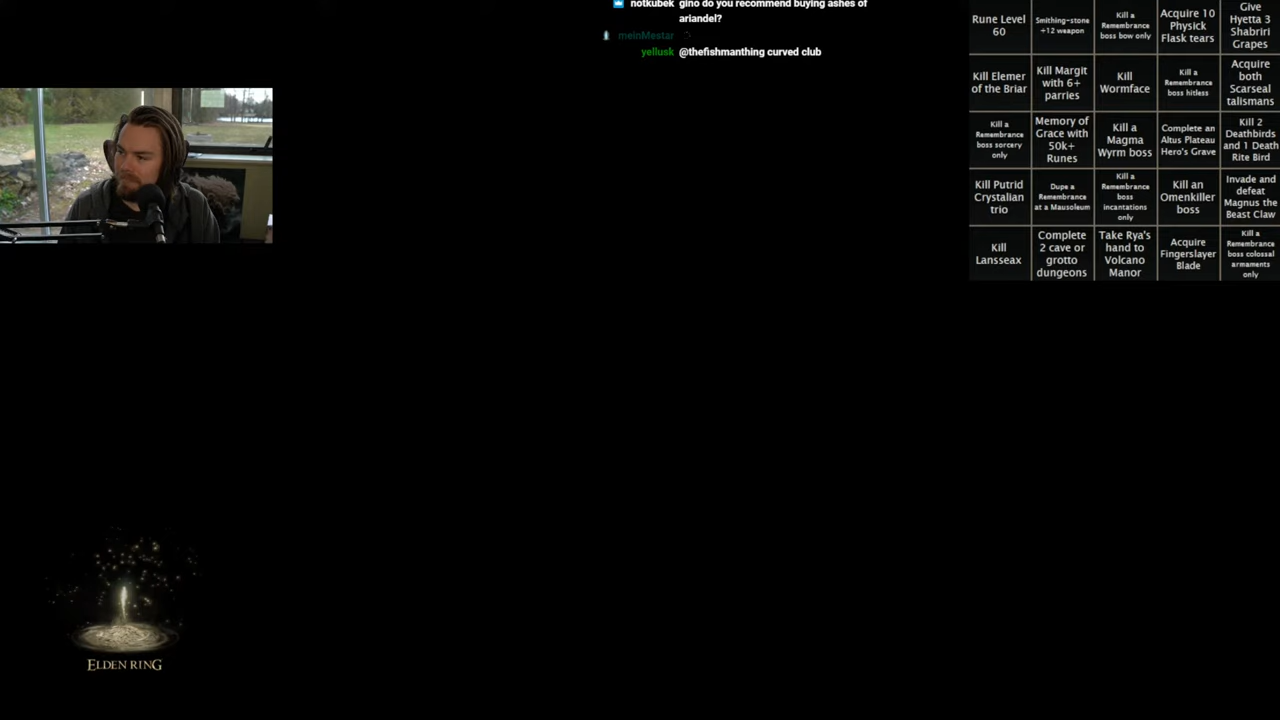 notkubek gino do you recommend buying ashes of
ariandel?
meinMestar
yellusk @thefishmanthing curved club
Rune Level
60
Smithing-stone
+12 weapon
Kill a
Remembrance
boss bow only
Acquire 10
Physick
Flask tears
Give
Hyetta 3
Shabriri
Grapes
Kill Elemer
of the Briar
Kill Margit
with 6+
parries
Kill
Wormface
Kill a
Remembrance
boss hitless
Acquire
both
Scarseal
talismans
Kill a
Remembrance
boss sorcery
only
Memory of
Grace with
50k+
Runes
Kill a
Magma
Wyrm boss
Complete an
Altus Plateau
Hero's Grave
Kill 2
Deathbirds
and 1 Death
Rite Bird
Kill Putrid
Crystalian
trio
Dupe a
Remembrance
at a Mausoleum
Kill a
Remembrance
boss
incantations
only
Kill an
Omenkiller
boss
Invade and
defeat
Magnus the
Beast Claw
Kill
Lansseax
Complete
2 cave or
grotto
dungeons
Take Rya's
hand to
Volcano
Manor
Acquire
Fingerslayer
Blade
Kill a
Remembrance
boss colossal
armaments
only
ELDEN RING